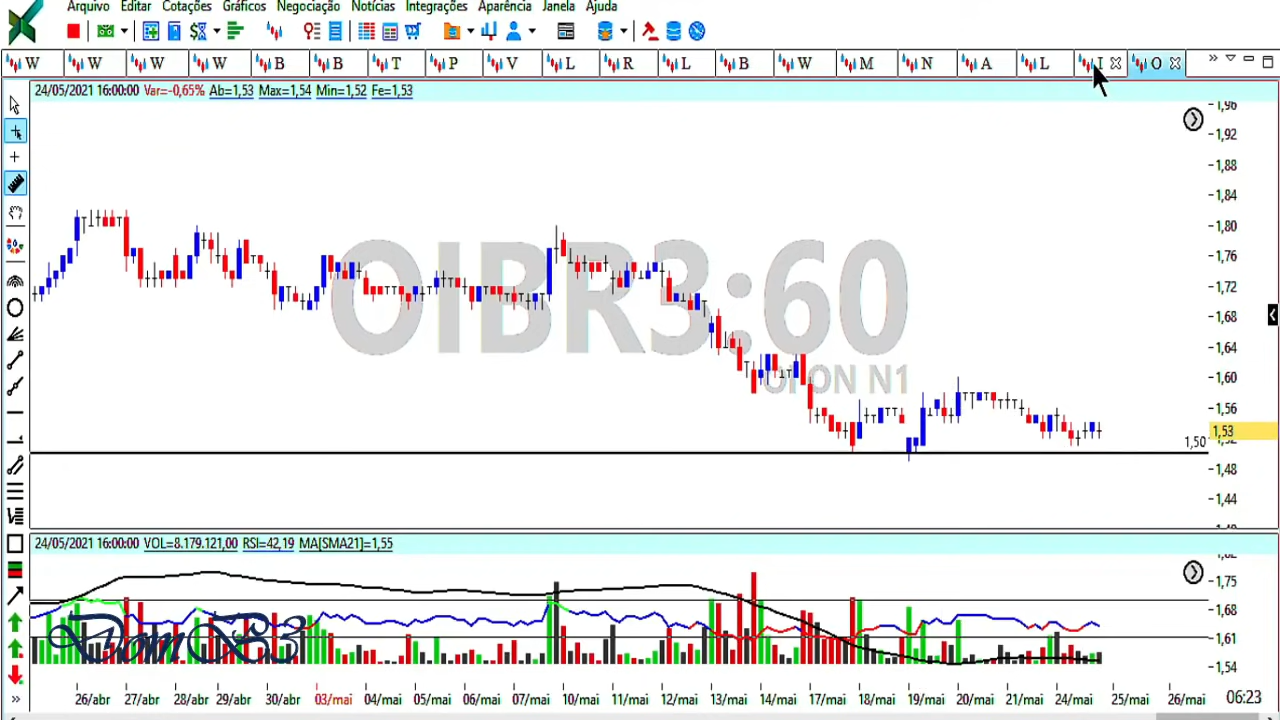 Arquivo Editar Cotações Gráficos Negociação Notícias Integrações Aparência Janela Ajuda
W W W W B B T P V L R L B W M N A L I O
24/05/2021 16:00:00 Var=-0,65% Ab=1,53 Max=1,54 Min=1,52 Fe=1,53
1,96
1,92
1,88
1,84
1,80
1,76
1,72
1,68
1,64
1,60
1,56
1,53
1,50
1,48
1,44
OIBR3:60
OI ON N1
24/05/2021 16:00:00 VOL=8.179.121,00 RSI=42,19 MA[SMA21]=1,55
1,75
1,68
1,61
1,54
Dom B3
26/abr 27/abr 28/abr 29/abr 30/abr 03/mai 04/mai 05/mai 06/mai 07/mai 10/mai 11/mai 12/mai 13/mai 14/mai 17/mai 18/mai 19/mai 20/mai 21/mai 24/mai 25/mai 26/mai 06:23